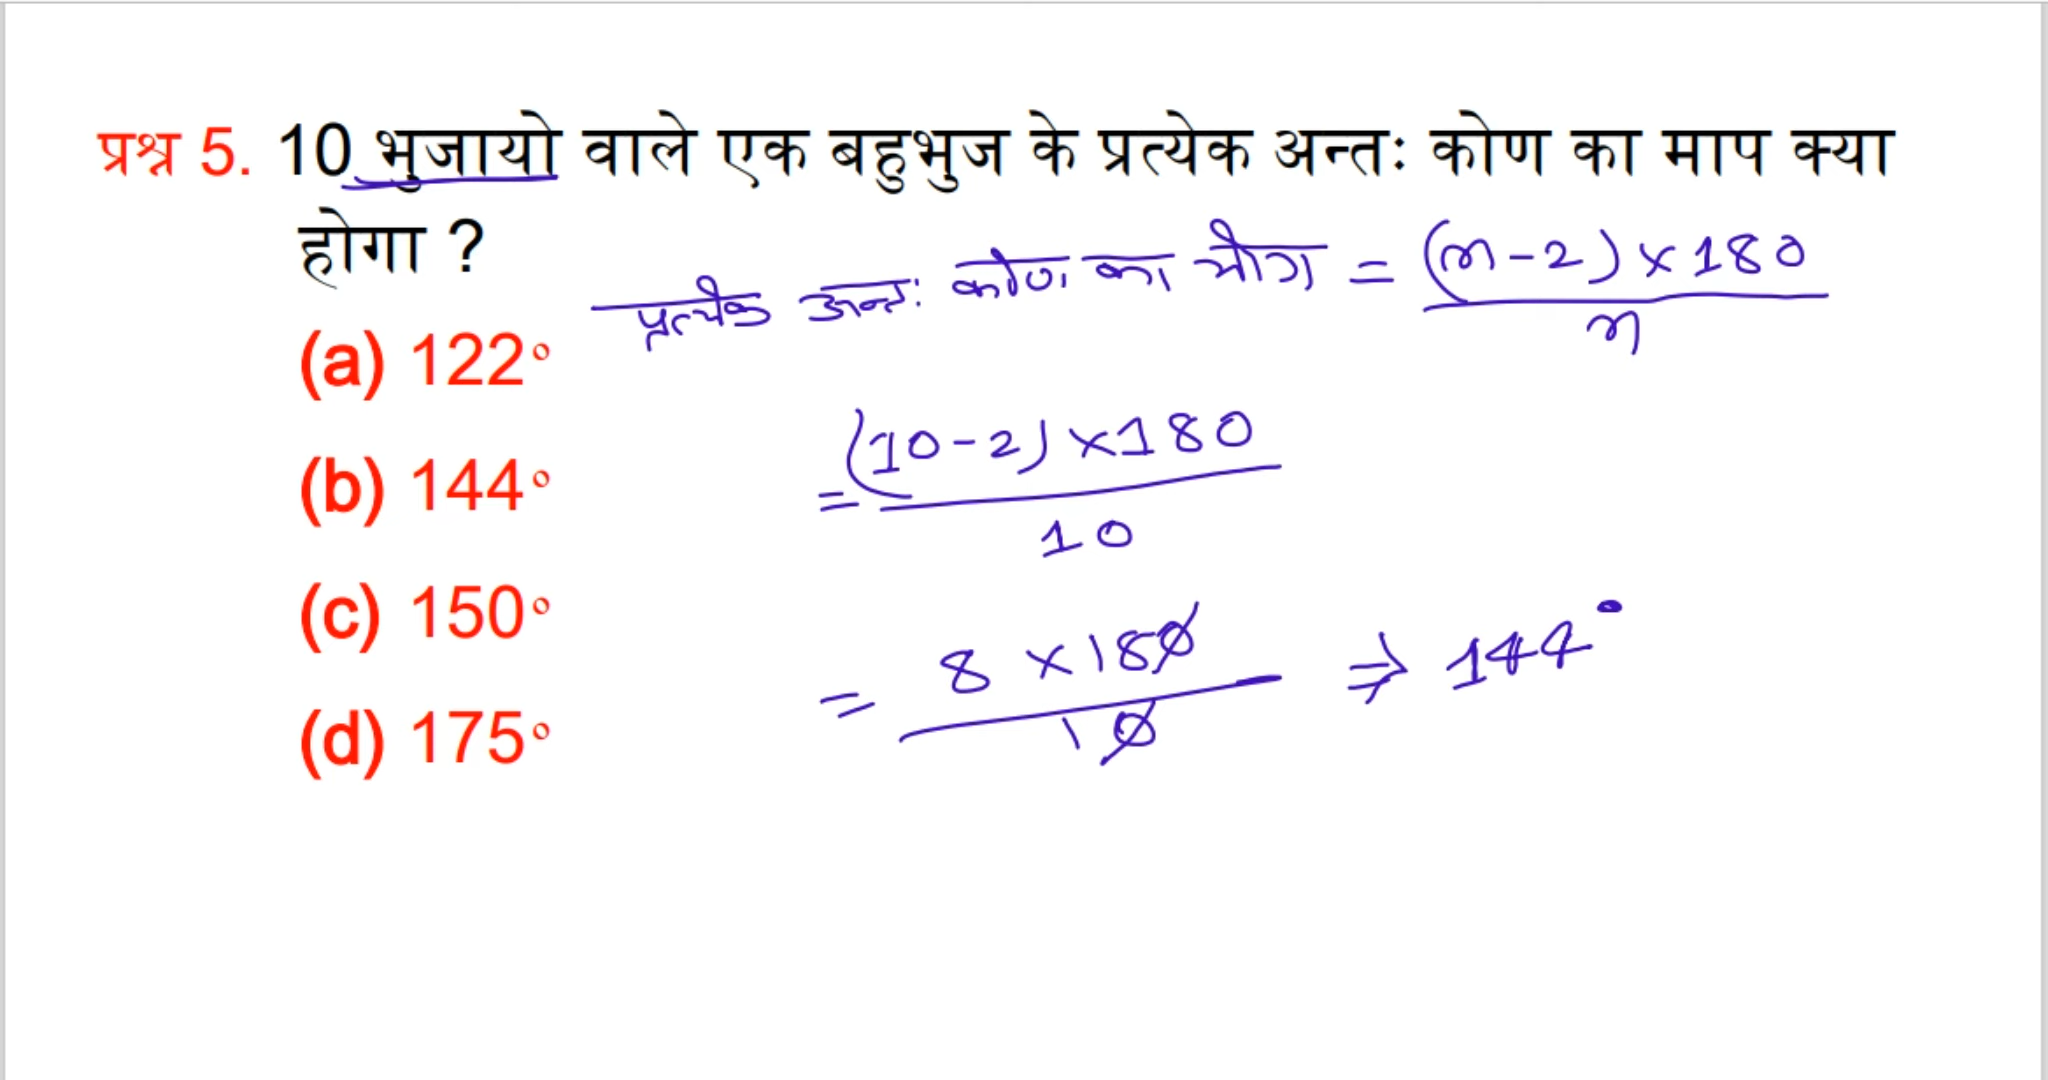 प्रश्न 5. 10 भुजायो वाले एक बहुभुज के प्रत्येक अन्तः कोण का माप क्या
होगा ?
प्रत्येक अन्तः कोण का योग = (n-2)×180 / n
(a) 122°
= (10-2)×180 / 10
(b) 144°
(c) 150°
= 8×180 / 10 ⇒ 144°
(d) 175°